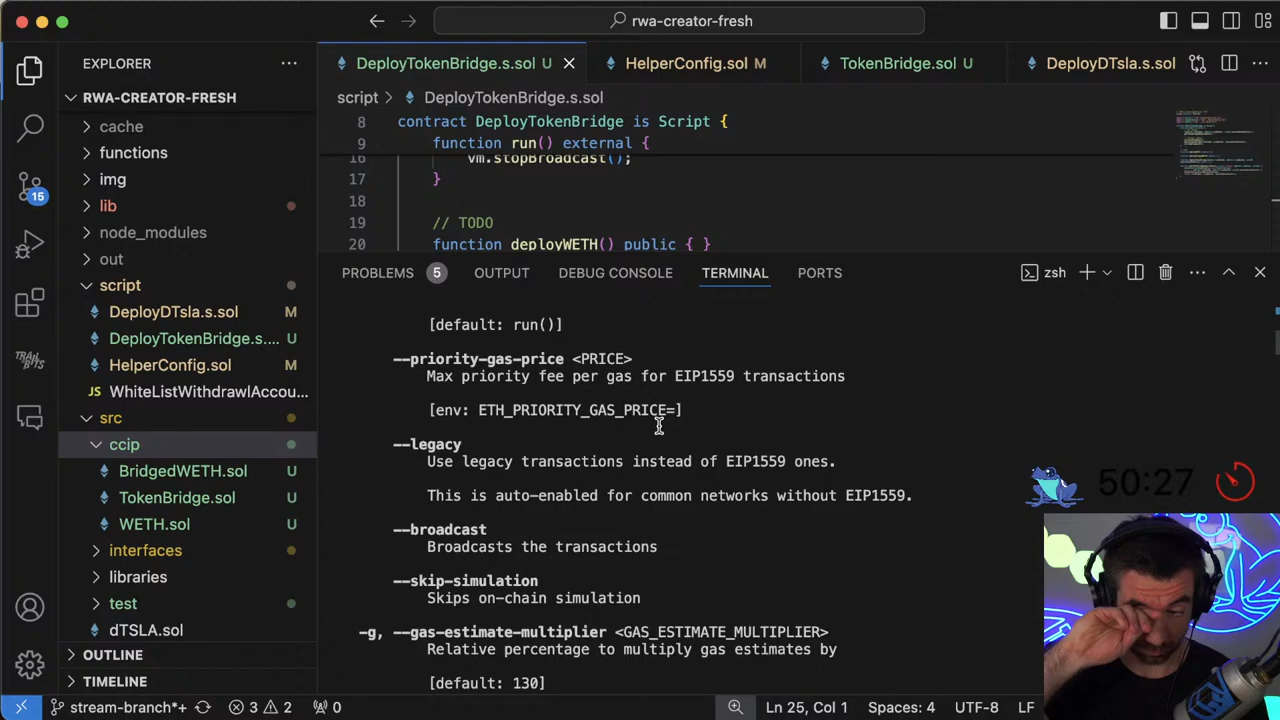 rwa-creator-fresh
EXPLORER
DeployTokenBridge.s.sol U
HelperConfig.sol M
TokenBridge.sol U
DeployDTsla.s.sol
RWA-CREATOR-FRESH
script > DeployTokenBridge.s.sol
cache
functions
img
lib
node_modules
out
script
DeployDTsla.s.sol M
DeployTokenBridge.s.... U
HelperConfig.sol M
JS WhiteListWithdrawlAccou...
src
ccip
BridgedWETH.sol U
TokenBridge.sol U
WETH.sol U
interfaces
libraries
test
dTSLA.sol
OUTLINE
TIMELINE
15
8 contract DeployTokenBridge is Script {
9 function run() external {
16 vm.stopBroadcast();
17 }
18
19 // TODO
20 function deployWETH() public { }
PROBLEMS 5 OUTPUT DEBUG CONSOLE TERMINAL PORTS zsh
[default: run()]
--priority-gas-price <PRICE>
Max priority fee per gas for EIP1559 transactions
[env: ETH_PRIORITY_GAS_PRICE=]
--legacy
Use legacy transactions instead of EIP1559 ones.
This is auto-enabled for common networks without EIP1559.
--broadcast
Broadcasts the transactions
--skip-simulation
Skips on-chain simulation
-g, --gas-estimate-multiplier <GAS_ESTIMATE_MULTIPLIER>
Relative percentage to multiply gas estimates by
[default: 130]
50:27
stream-branch*+ 3 2 0 Ln 25, Col 1 Spaces: 4 UTF-8 LF